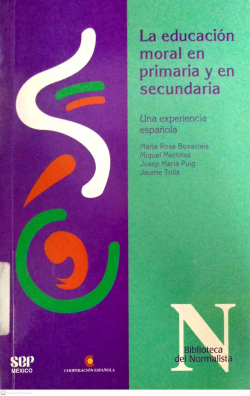 La educación
moral en
primaria y en
secundaria
Una experiencia
española
María Rosa Buxarrais
Miquel Martínez
Josep María Puig
Jaume Trilla
N
Biblioteca
del Normalista
SEP
MÉXICO
COOPERACIÓN ESPAÑOLA